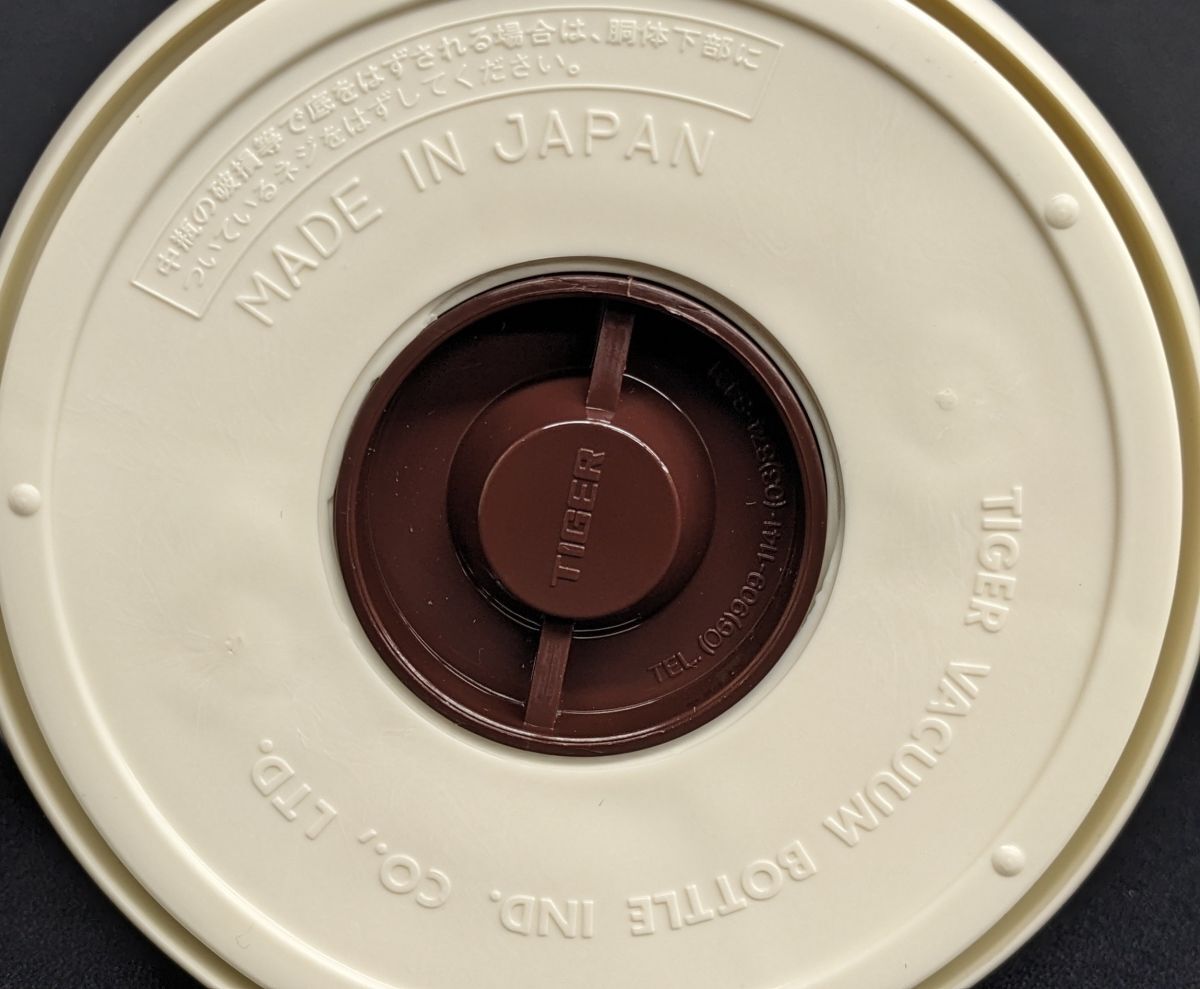 中瓶の破損等で底をはずされる場合は、胴体下部に
ついているネジをはずしてください。
MADE IN JAPAN
TIGER
TEL. (06)909-1141
TIGER VACUUM BOTTLE IND. CO., LTD.